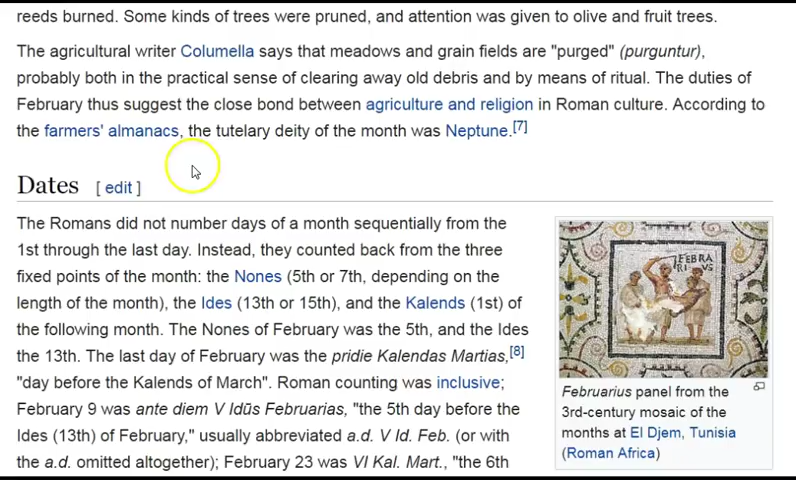 reeds burned. Some kinds of trees were pruned, and attention was given to olive and fruit trees.
The agricultural writer Columella says that meadows and grain fields are "purged" (purguntur),
probably both in the practical sense of clearing away old debris and by means of ritual. The duties of
February thus suggest the close bond between agriculture and religion in Roman culture. According to
the farmers' almanacs, the tutelary deity of the month was Neptune.[7]
Dates [ edit ]
The Romans did not number days of a month sequentially from the
1st through the last day. Instead, they counted back from the three
fixed points of the month: the Nones (5th or 7th, depending on the
length of the month), the Ides (13th or 15th), and the Kalends (1st) of
the following month. The Nones of February was the 5th, and the Ides
the 13th. The last day of February was the pridie Kalendas Martias,[8]
"day before the Kalends of March". Roman counting was inclusive;
February 9 was ante diem V Idūs Februarias, "the 5th day before the
Ides (13th) of February," usually abbreviated a.d. V Id. Feb. (or with
the a.d. omitted altogether); February 23 was VI Kal. Mart., "the 6th
FEBRA
RI VS
Februarius panel from the
3rd-century mosaic of the
months at El Djem, Tunisia
(Roman Africa)